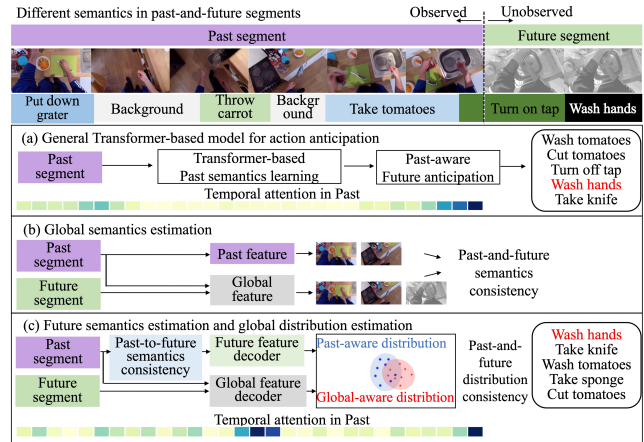 Different semantics in past-and-future segments
Observed
Unobserved
Past segment
Future segment
Put down
grater
Background
Throw
carrot
Backgr
ound
Take tomatoes
Turn on tap
Wash hands
(a) General Transformer-based model for action anticipation
Past
segment
Transformer-based
Past semantics learning
Past-aware
Future anticipation
Temporal attention in Past
Wash tomatoes
Cut tomatoes
Turn off tap
Wash hands
Take knife
(b) Global semantics estimation
Past
segment
Future
segment
Past feature
Global
feature
Past-and-future
semantics
consistency
(c) Future semantics estimation and global distribution estimation
Past
segment
Future
segment
Past-to-future
semantics
consistency
Future feature
decoder
Global feature
decoder
Past-aware distribution
Global-aware distribtion
Past-and-
future
distribution
consistency
Wash hands
Take knife
Wash tomatoes
Take sponge
Cut tomatoes
Temporal attention in Past